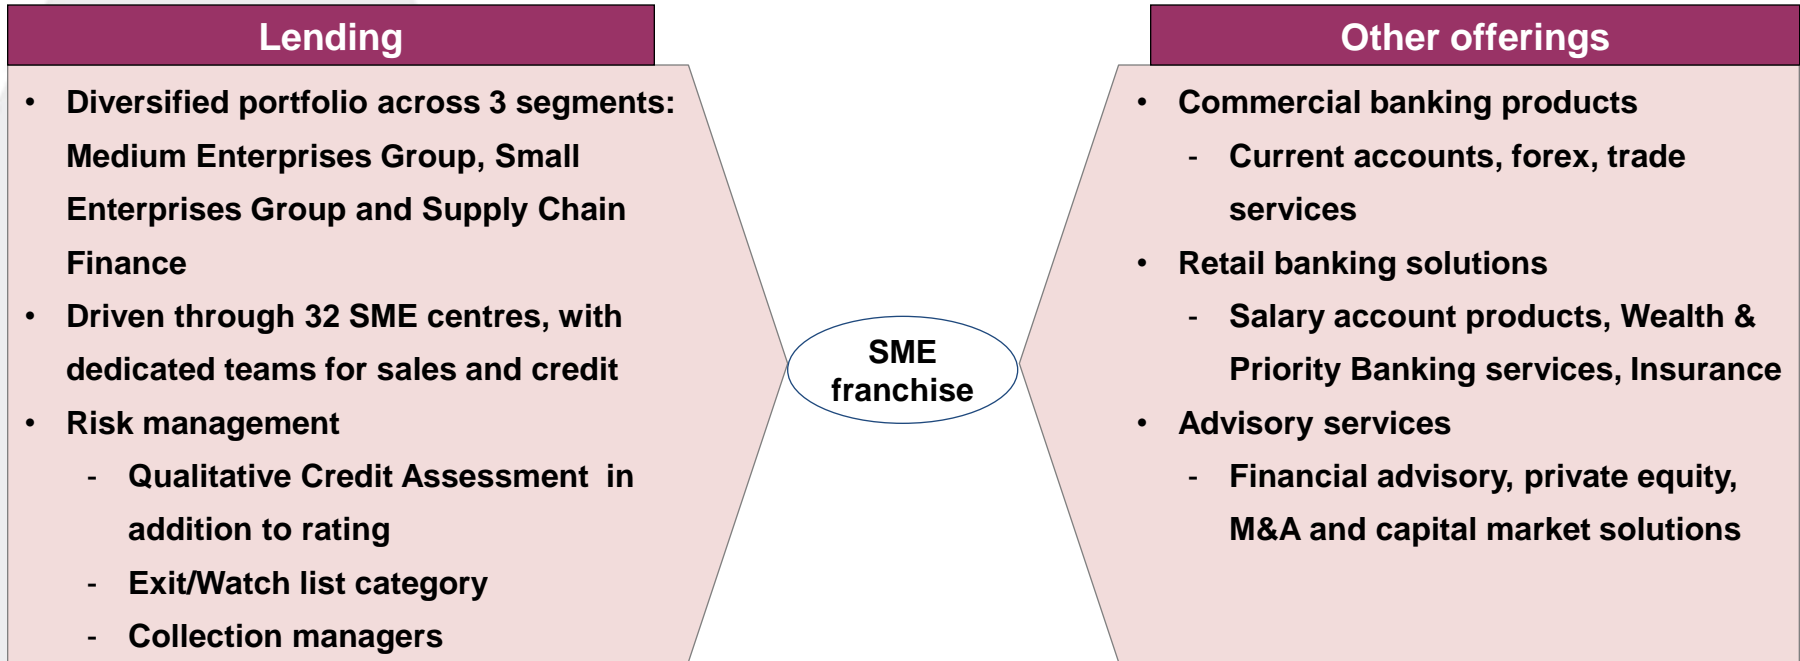 Lending
• Diversified portfolio across 3 segments:
Medium Enterprises Group, Small
Enterprises Group and Supply Chain
Finance
• Driven through 32 SME centres, with
dedicated teams for sales and credit
• Risk management
- Qualitative Credit Assessment in
addition to rating
- Exit/Watch list category
- Collection managers
SME
franchise
Other offerings
• Commercial banking products
- Current accounts, forex, trade
services
• Retail banking solutions
- Salary account products, Wealth &
Priority Banking services, Insurance
• Advisory services
- Financial advisory, private equity,
M&A and capital market solutions